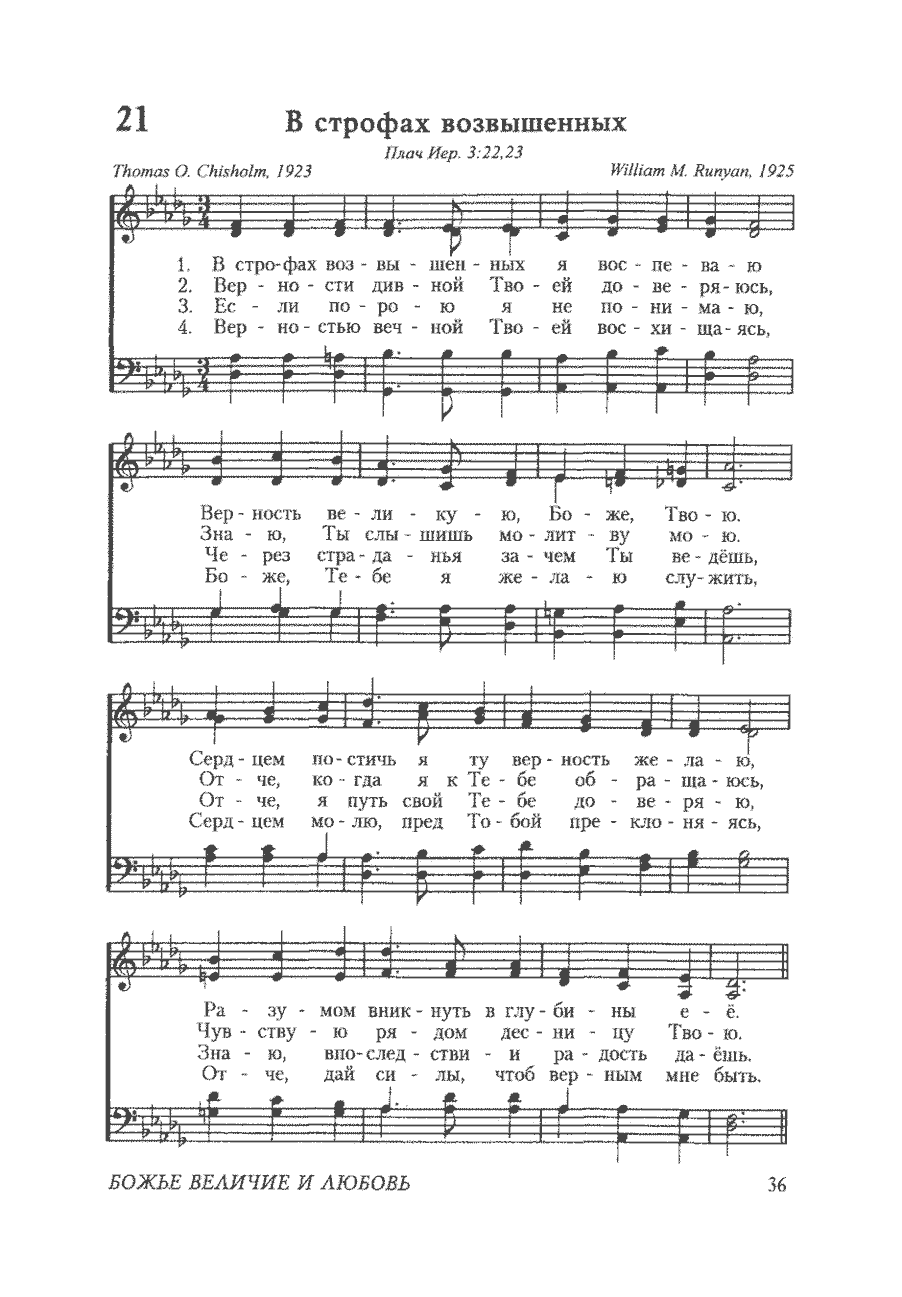 21
В строфах возвышенных
Плач Иер. 3:22,23
Thomas O. Chisholm, 1923
William M. Runyan, 1925
1. В стро-фах воз - вы - шен - ных я вос - пе - ва - ю
2. Вер - но - сти див - ной Тво - ей до - ве - ря-юсь,
3. Ес - ли по - ро - ю я не по - ни - ма - ю,
4. Вер - но-стью веч - ной Тво - ей вос - хи - ща-ясь,
Вер - ность ве - ли - ку - ю, Бо - же, Тво - ю.
Зна - ю, Ты слы - шишь мо - лит - ву мо - ю.
Че - рез стра - да - нья за - чем Ты ве - дёшь,
Бо - же, Те - бе я же - ла - ю слу-жить,
Серд - цем по-стичь я ту вер - ность же - ла - ю,
От - че, ко - гда я к Те - бе об - ра - ща - юсь,
От - че, я путь свой Те - бе до - ве - ря - ю,
Серд - цем мо - лю, пред То - бой пре - кло - ня - ясь,
Ра - зу - мом вник - нуть в глу - би - ны е - ё.
Чув - ству - ю ря - дом дес - ни - цу Тво - ю.
Зна - ю, впо-след - стви - и ра - дость да - ёшь.
От - че, дай си - лы, чтоб вер - ным мне быть.
БОЖЬЕ ВЕЛИЧИЕ И ЛЮБОВЬ
36